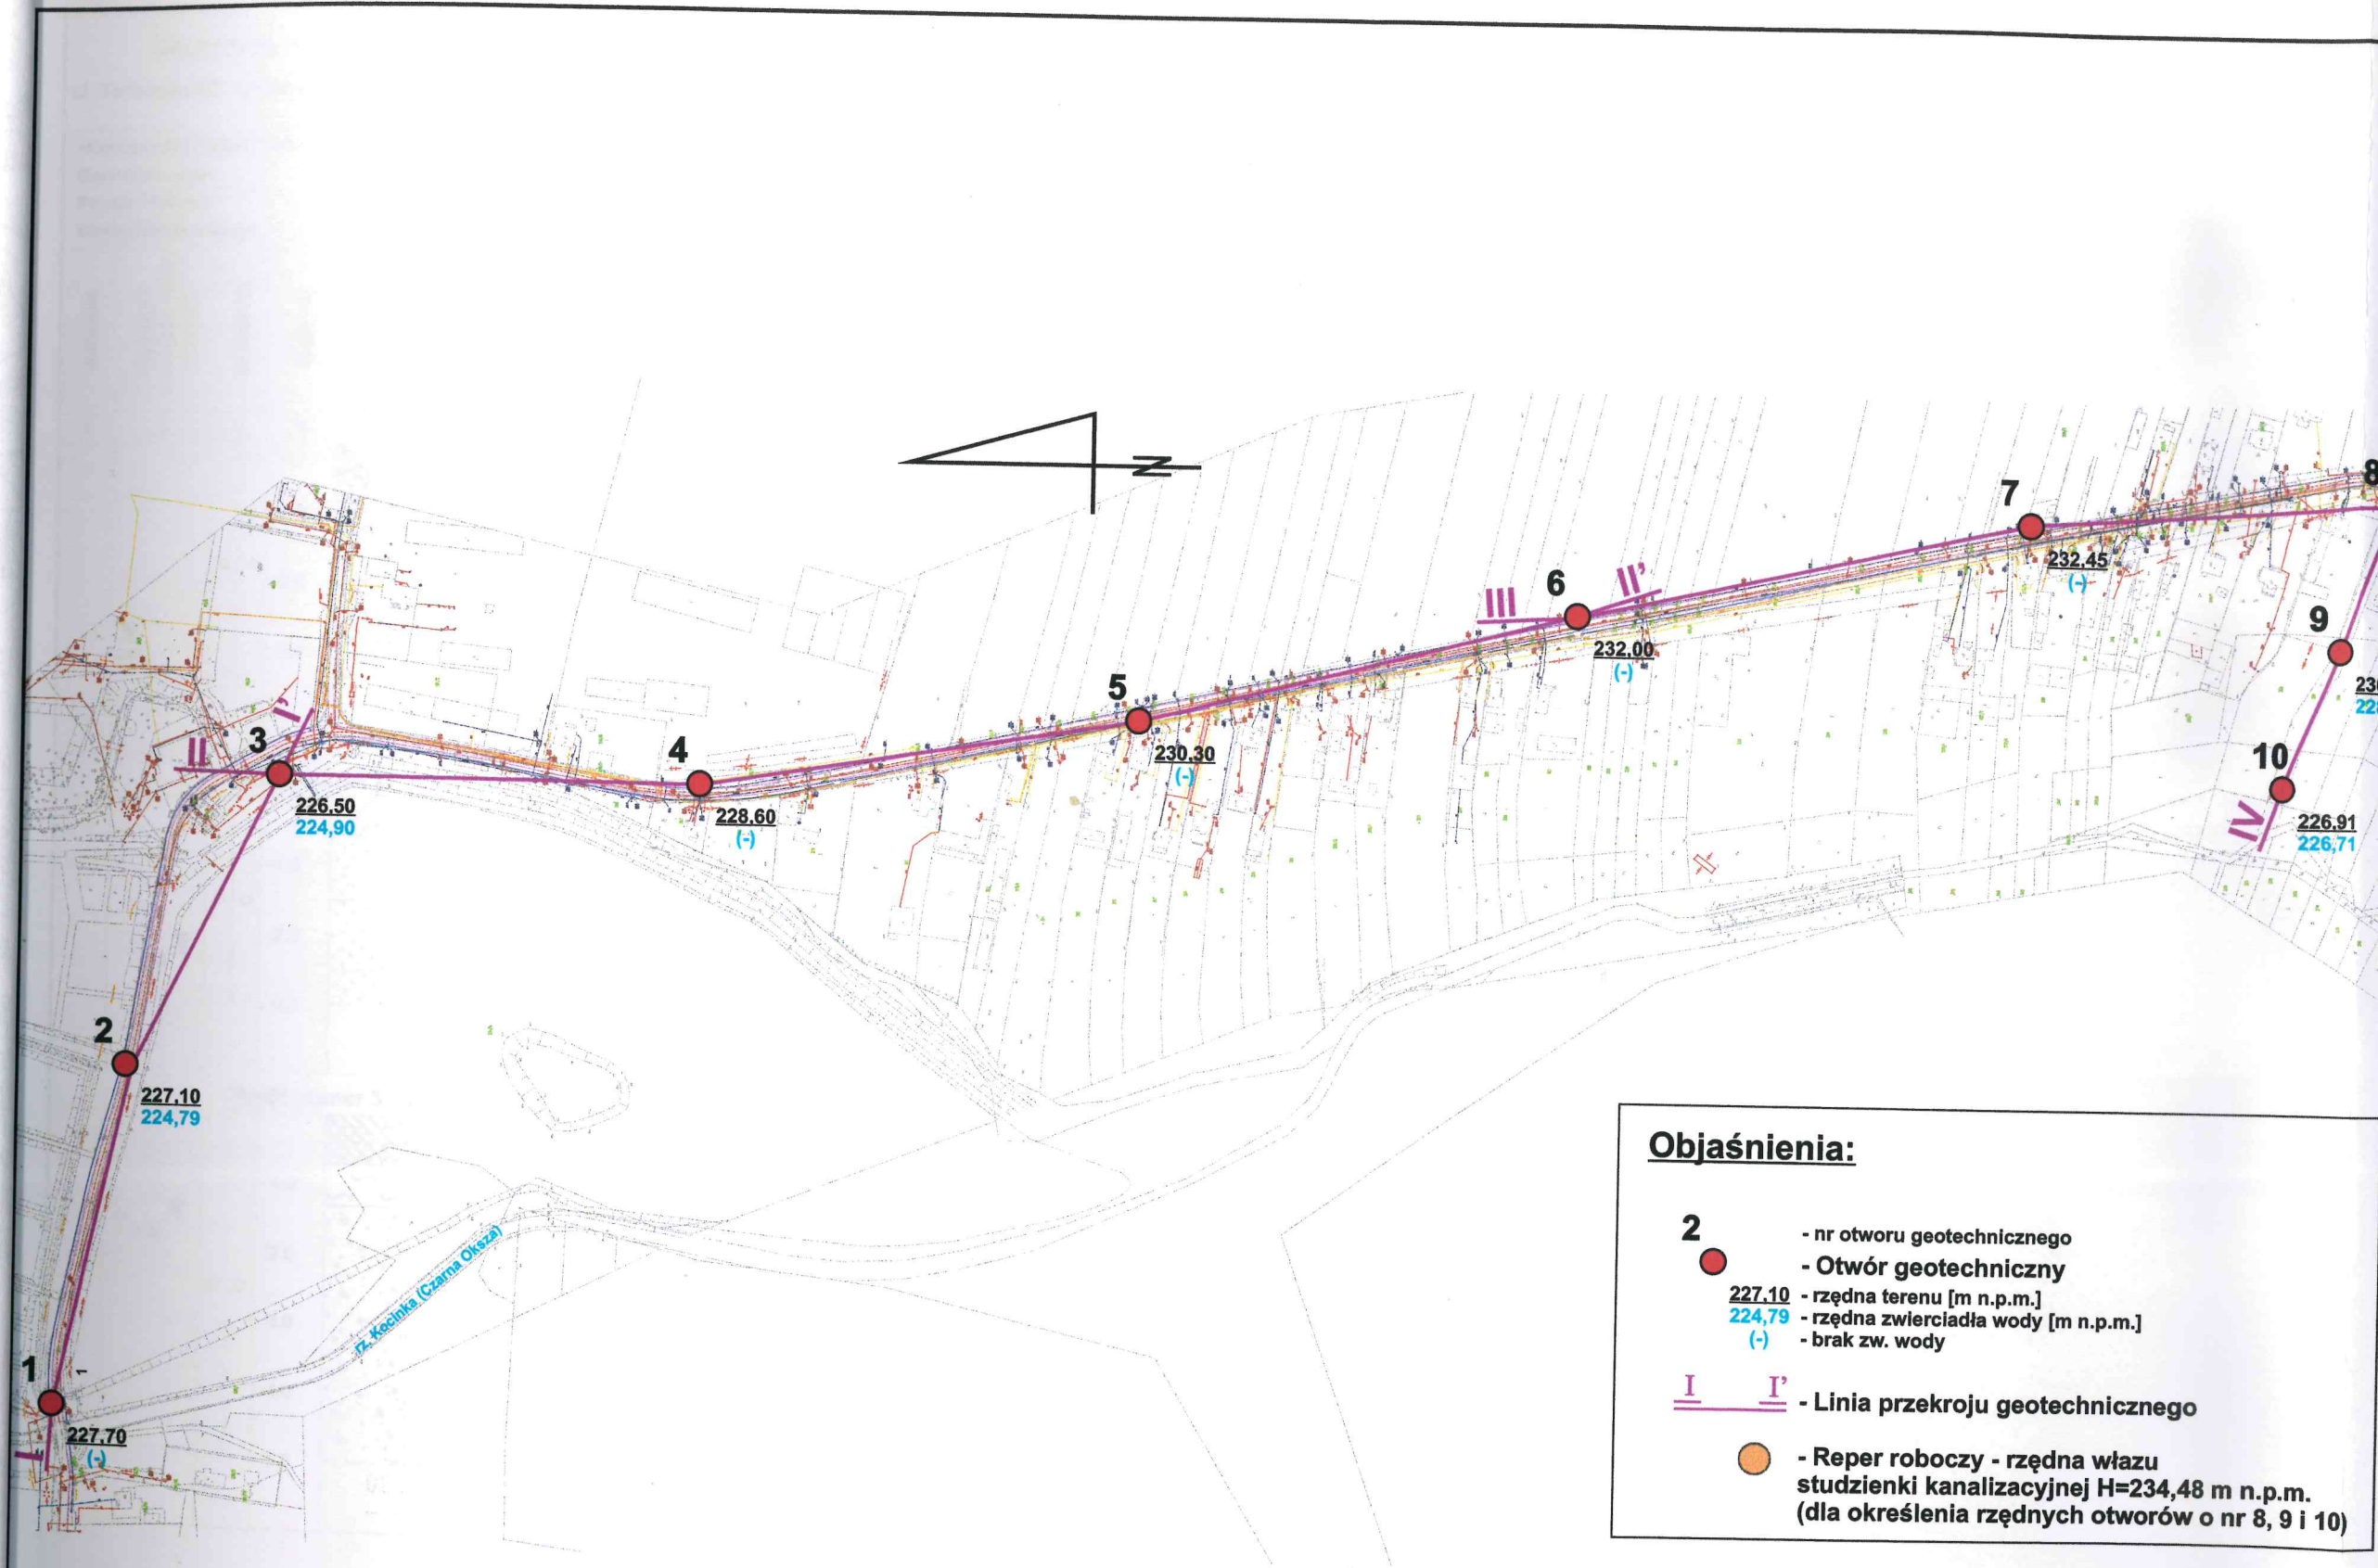 N
8
7
232,45
(-)
III
6
II'
232,00
(-)
9
5
230,30
(-)
I'
II
3
226,50
224,90
4
228,60
(-)
10
IV
226,91
226,71
2
227,10
224,79
rz. Kocinka (Czarna Oksza)
1
1
227,70
(-)
I
Objaśnienia:
2 - nr otworu geotechnicznego
- Otwór geotechniczny
227,10 - rzędna terenu [m n.p.m.]
224,79 - rzędna zwierciadła wody [m n.p.m.]
(-) - brak zw. wody
I I' - Linia przekroju geotechnicznego
- Reper roboczy - rzędna włazu
studzienki kanalizacyjnej H=234,48 m n.p.m.
(dla określenia rzędnych otworów o nr 8, 9 i 10)